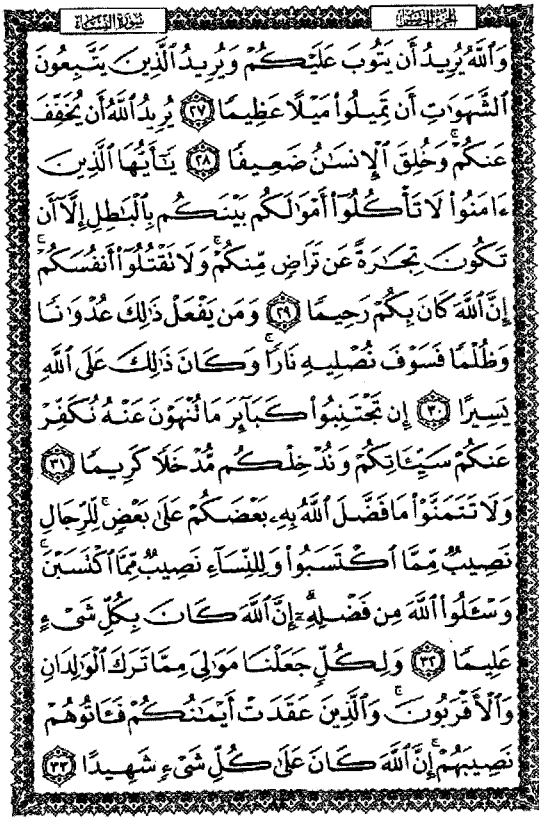 الجزء الخامس
سورة النساء
وَٱللَّهُ يُرِيدُ أَن يَتُوبَ عَلَيْكُمْ وَيُرِيدُ ٱلَّذِينَ يَتَّبِعُونَ
ٱلشَّهَوَٰتِ أَن تَمِيلُوا۟ مَيْلًا عَظِيمًا ٢٧ يُرِيدُ ٱللَّهُ أَن يُخَفِّفَ
عَنكُمْ ۚ وَخُلِقَ ٱلْإِنسَٰنُ ضَعِيفًا ٢٨ يَٰٓأَيُّهَا ٱلَّذِينَ
ءَامَنُوا۟ لَا تَأْكُلُوٓا۟ أَمْوَٰلَكُم بَيْنَكُم بِٱلْبَٰطِلِ إِلَّآ أَن
تَكُونَ تِجَٰرَةً عَن تَرَاضٍ مِّنكُمْ ۚ وَلَا تَقْتُلُوٓا۟ أَنفُسَكُمْ ۚ
إِنَّ ٱللَّهَ كَانَ بِكُمْ رَحِيمًا ٢٩ وَمَن يَفْعَلْ ذَٰلِكَ عُدْوَٰنًا
وَظُلْمًا فَسَوْفَ نُصْلِيهِ نَارًا ۚ وَكَانَ ذَٰلِكَ عَلَى ٱللَّهِ
يَسِيرًا ٣٠ إِن تَجْتَنِبُوا۟ كَبَآئِرَ مَا تُنْهَوْنَ عَنْهُ نُكَفِّرْ
عَنكُمْ سَيِّـَٔاتِكُمْ وَنُدْخِلْكُم مُّدْخَلًا كَرِيمًا ٣١
وَلَا تَتَمَنَّوْا۟ مَا فَضَّلَ ٱللَّهُ بِهِۦ بَعْضَكُمْ عَلَىٰ بَعْضٍ ۚ لِّلرِّجَالِ
نَصِيبٌ مِّمَّا ٱكْتَسَبُوا۟ وَلِلنِّسَآءِ نَصِيبٌ مِّمَّا ٱكْتَسَبْنَ ۚ
وَسْـَٔلُوا۟ ٱللَّهَ مِن فَضْلِهِۦٓ ۗ إِنَّ ٱللَّهَ كَانَ بِكُلِّ شَىْءٍ
عَلِيمًا ٣٢ وَلِكُلٍّ جَعَلْنَا مَوَٰلِىَ مِمَّا تَرَكَ ٱلْوَٰلِدَانِ
وَٱلْأَقْرَبُونَ ۚ وَٱلَّذِينَ عَقَدَتْ أَيْمَٰنُكُمْ فَـَٔاتُوهُمْ
نَصِيبَهُمْ ۚ إِنَّ ٱللَّهَ كَانَ عَلَىٰ كُلِّ شَىْءٍ شَهِيدًا ٣٣